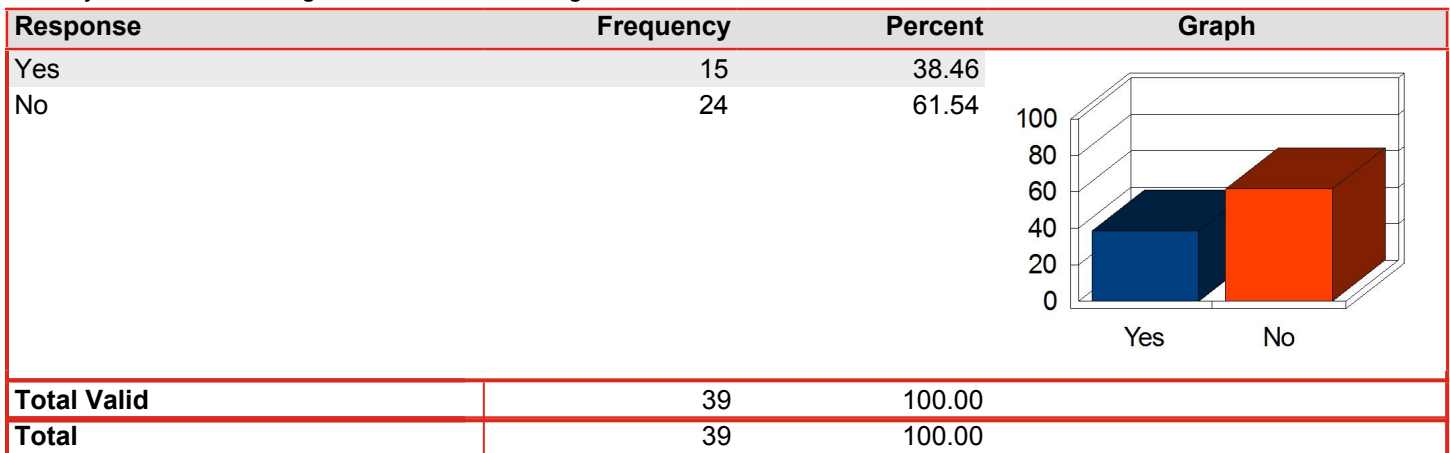 Response Frequency Percent Graph
Yes 15 38.46
No 24 61.54
100
80
60
40
20
0
Yes No
Total Valid 39 100.00
Total 39 100.00